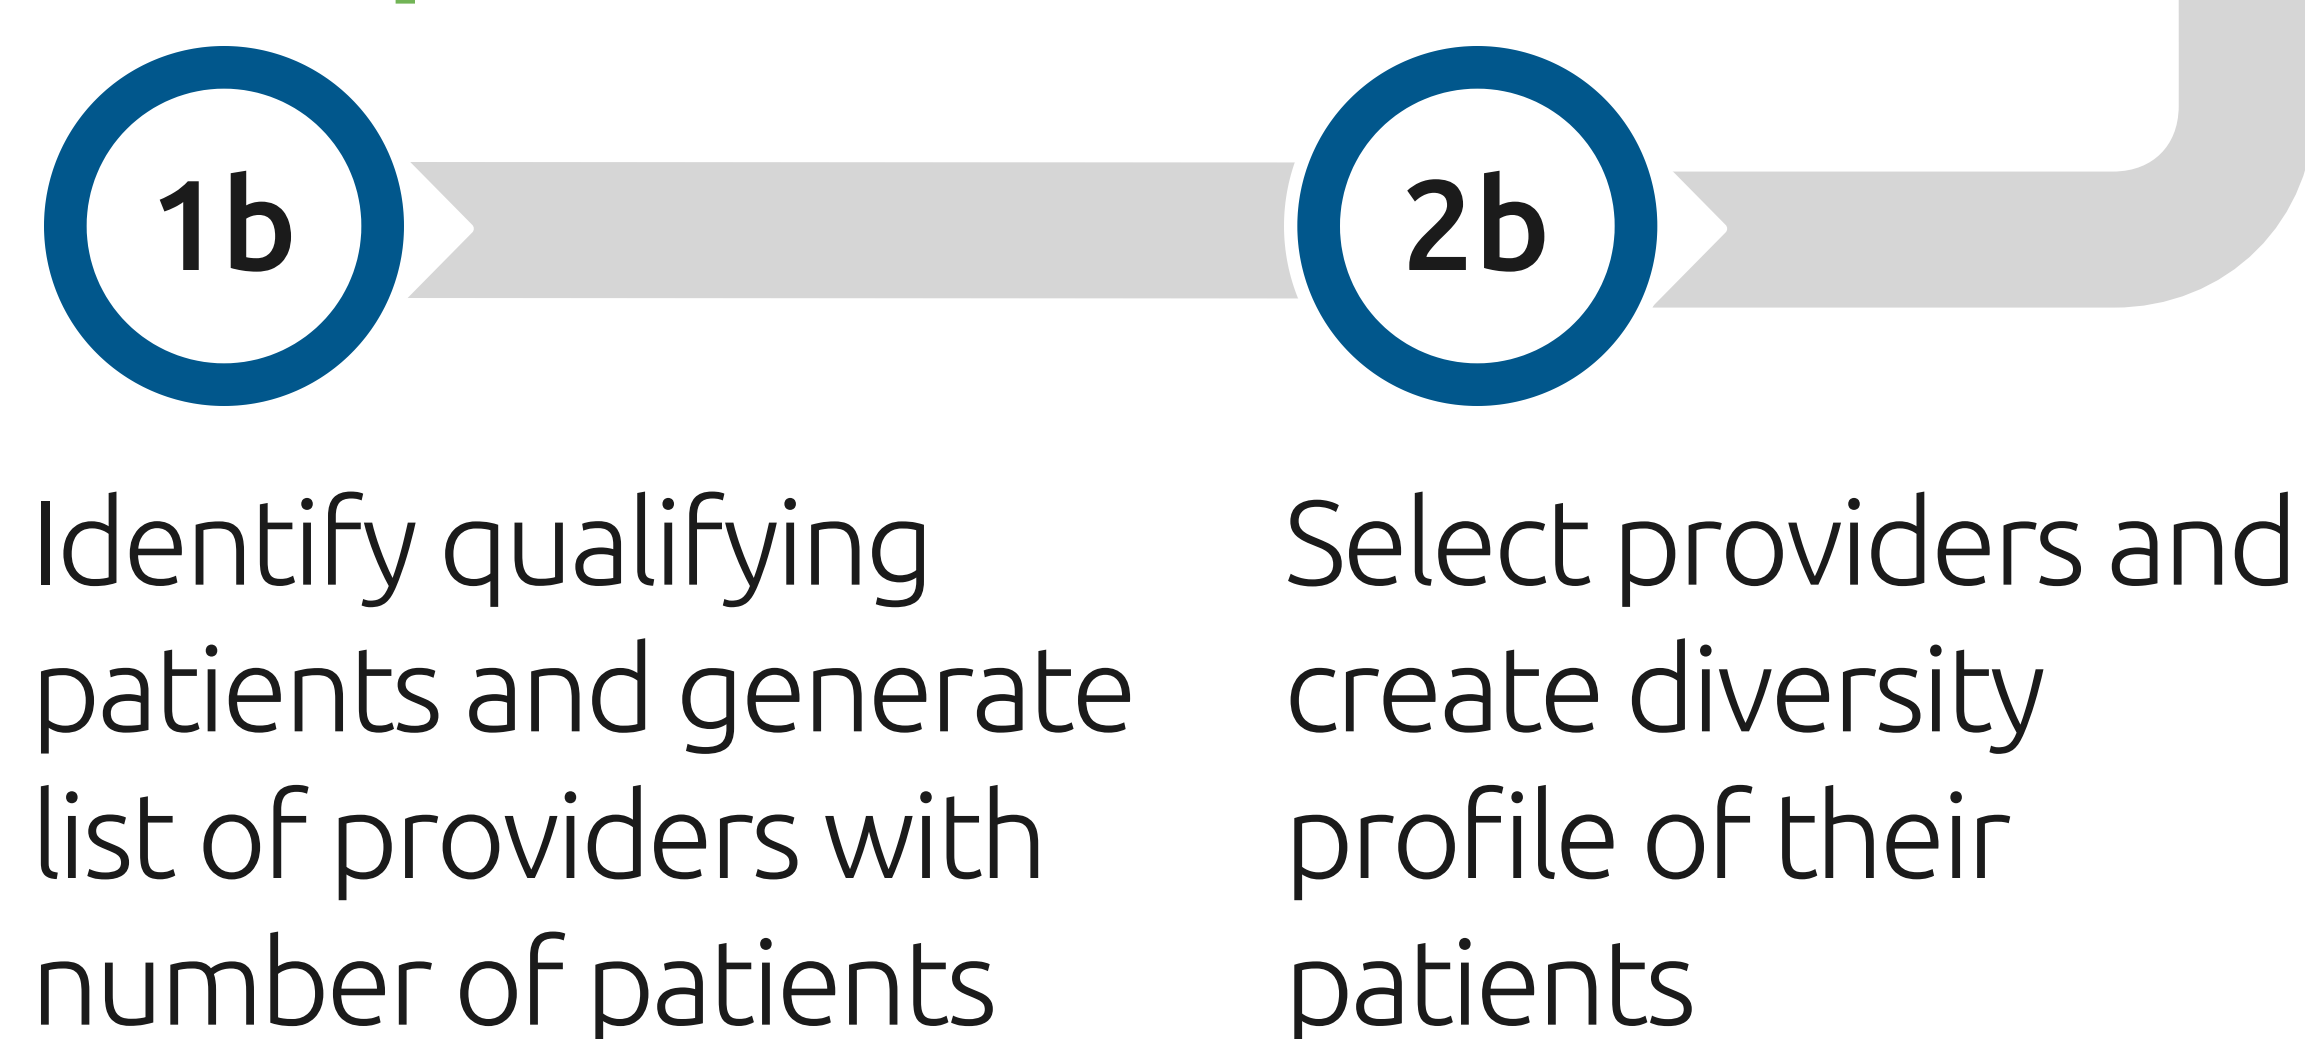 1b
Identify qualifying
patients and generate
list of providers with
number of patients
2b
Select providers and
create diversity
profile of their
patients